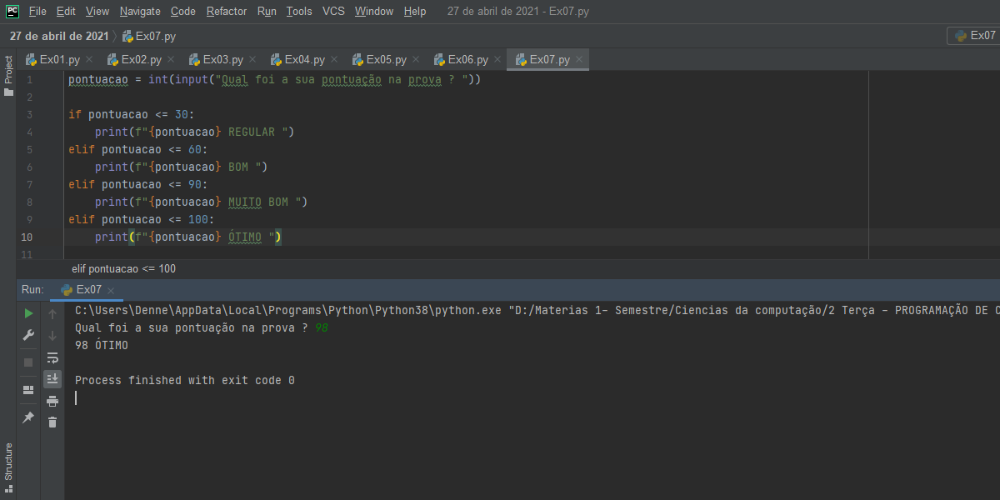 PC File Edit View Navigate Code Refactor Run Tools VCS Window Help 27 de abril de 2021 - Ex07.py
27 de abril de 2021 Ex07.py Ex07
Ex01.py Ex02.py Ex03.py Ex04.py Ex05.py Ex06.py Ex07.py
Project
1 pontuacao = int(input("Qual foi a sua pontuação na prova ? "))
2
3 if pontuacao <= 30:
4 print(f"{pontuacao} REGULAR ")
5 elif pontuacao <= 60:
6 print(f"{pontuacao} BOM ")
7 elif pontuacao <= 90:
8 print(f"{pontuacao} MUITO BOM ")
9 elif pontuacao <= 100:
10 print(f"{pontuacao} ÓTIMO ")
11
elif pontuacao <= 100
Run: Ex07
C:\Users\Denne\AppData\Local\Programs\Python\Python38\python.exe "D:/Materias 1- Semestre/Ciencias da computação/2 Terça - PROGRAMAÇÃO DE C
Qual foi a sua pontuação na prova ? 98
98 ÓTIMO
Process finished with exit code 0
Structure